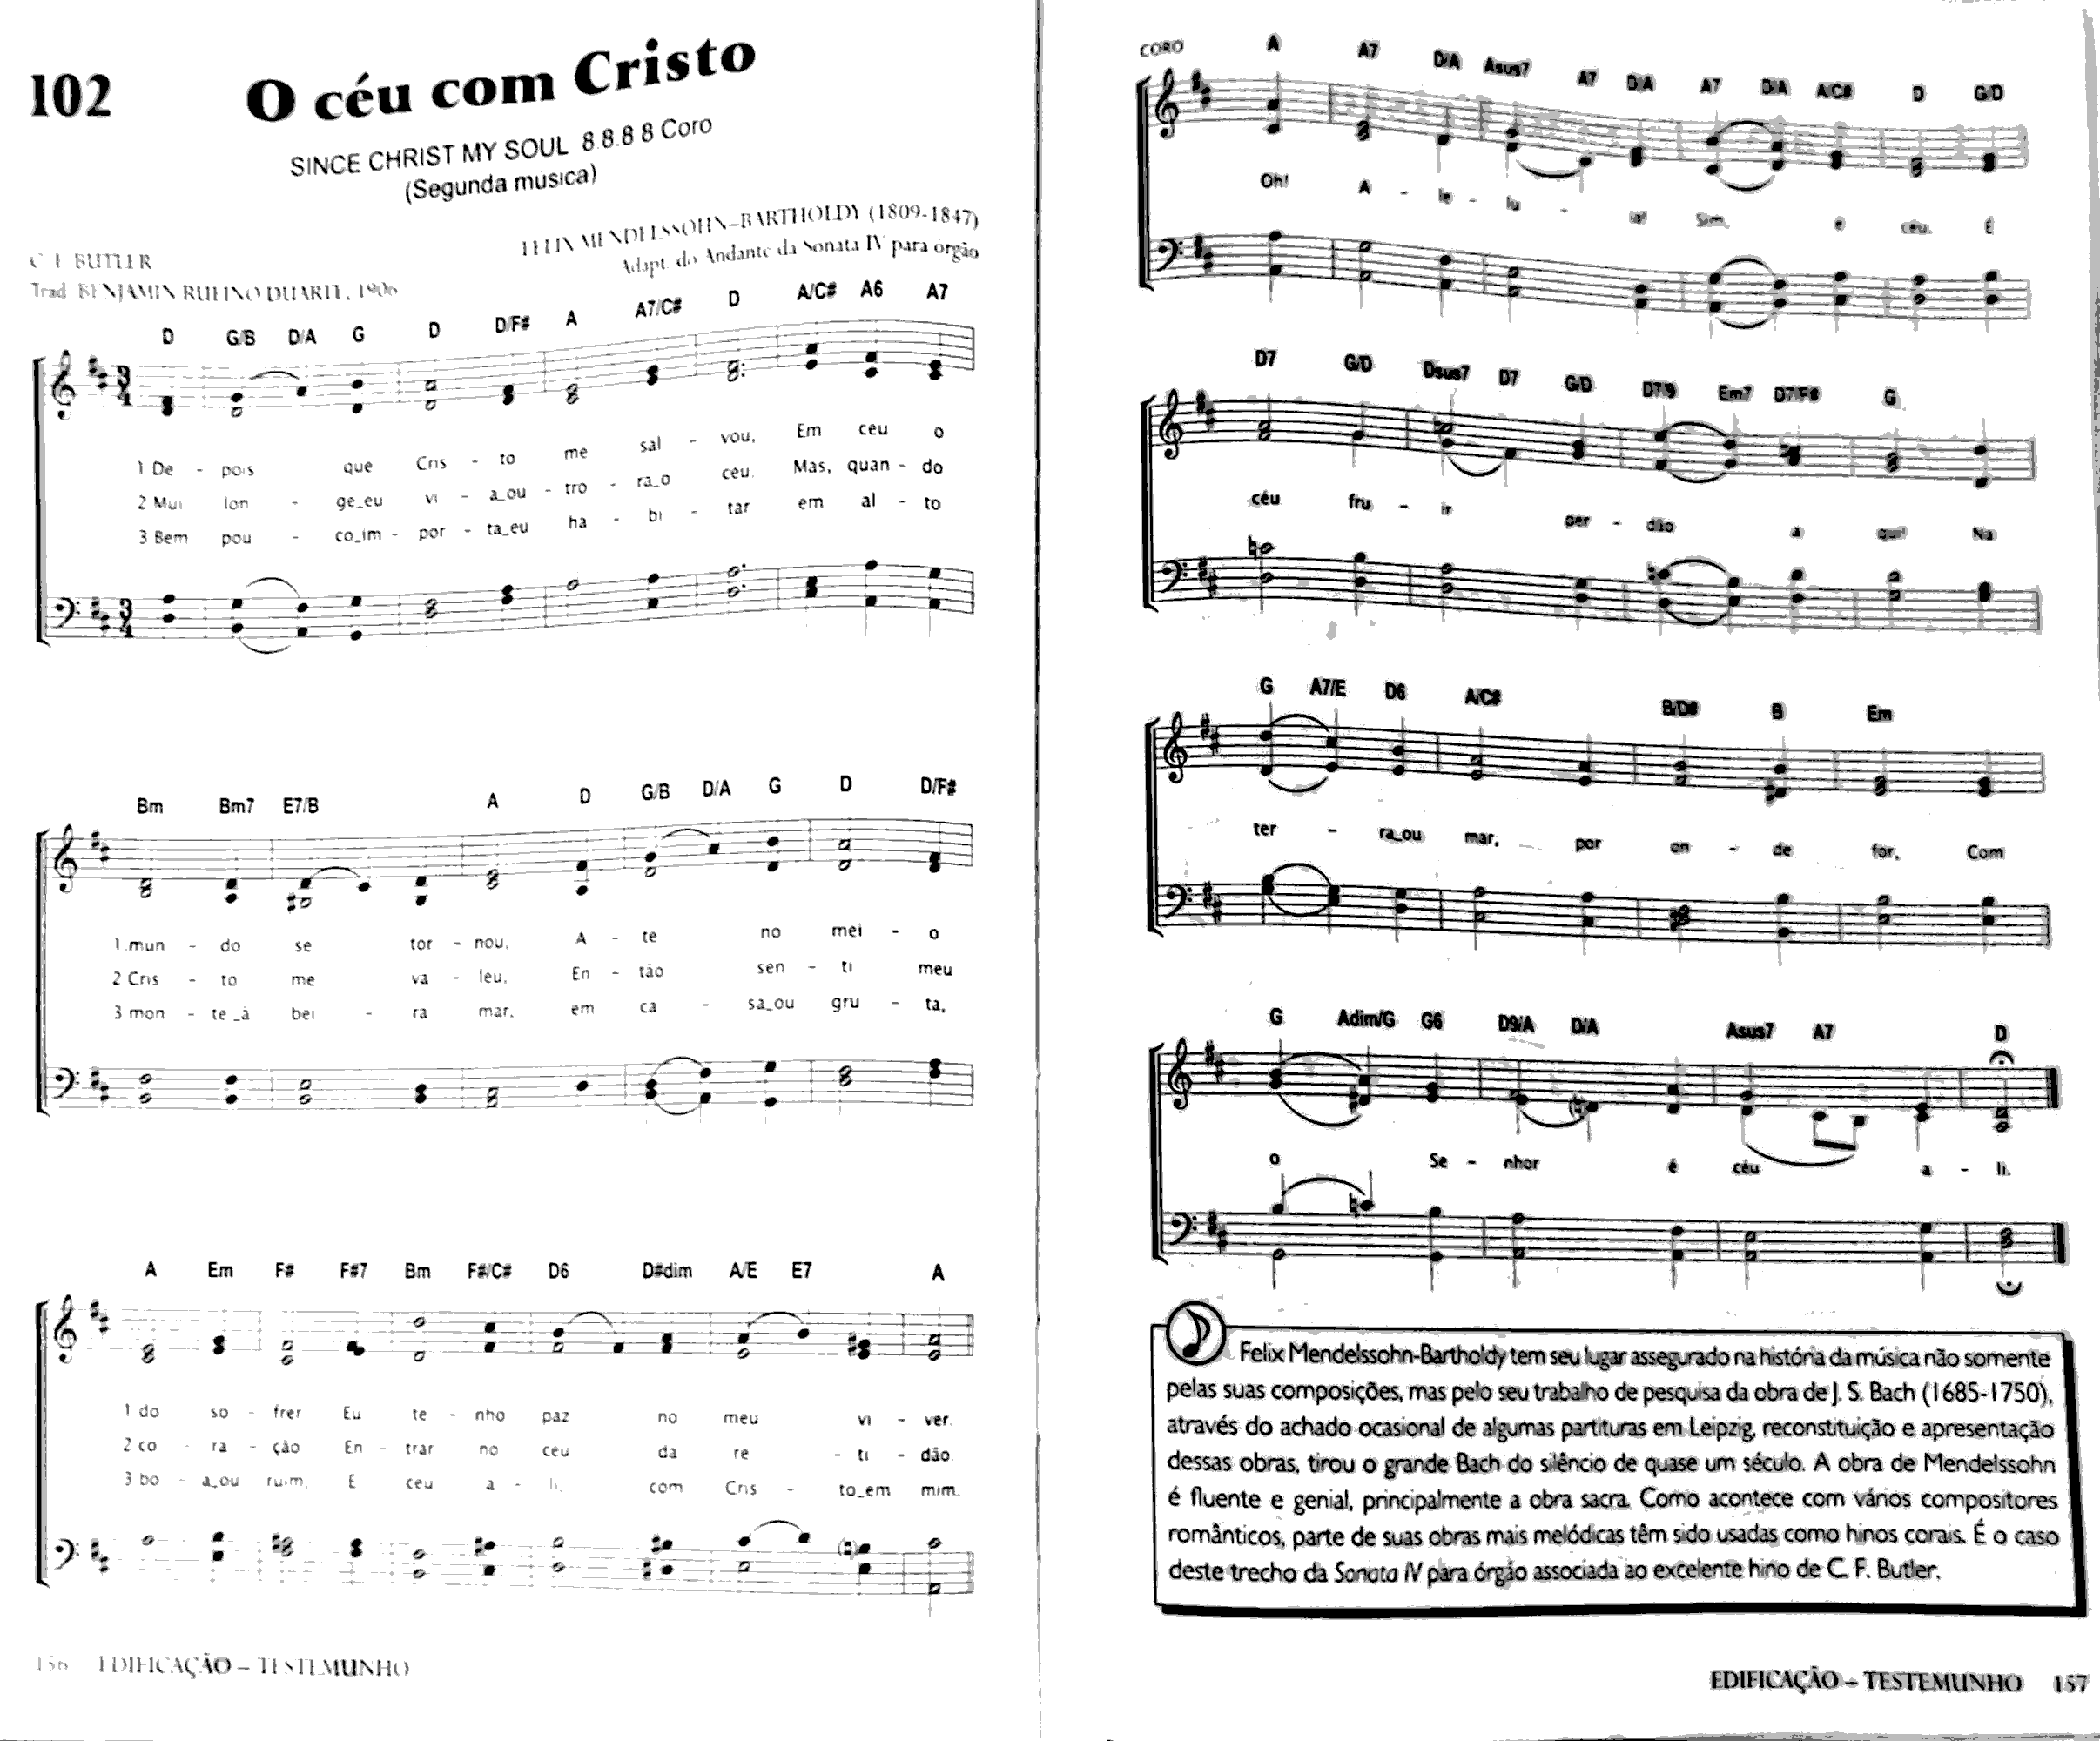 102
O céu com Cristo
SINCE CHRIST MY SOUL 8.8.8 8 Coro
(Segunda musica)
FELIX MENDELSSOHN–BARTHOLDY (1809-1847)
Adapt. do Andante da Sonata IV para orgão
C F BUTLER
Trad BENJAMIN RUFINO DUARTE, 1906
D G/B D/A G D D/F# A A7/C# D A/C# A6 A7
1 De - pois que Cris - to me sal - vou, Em ceu o
2 Mui lon - ge_eu vi - a_ou - tro - ra_o ceu. Mas, quan - do
3 Bem pou - co_im - por - ta_eu ha - bi - tar em al - to
Bm Bm7 E7/B A D G/B D/A G D D/F#
1.mun - do se tor - nou, A - te no mei - o
2 Cris - to me va - leu, En - tão sen - ti meu
3.mon - te_à bei - ra mar, em ca - sa_ou gru - ta,
A Em F# F#7 Bm F#/C# D6 D#dim A/E E7 A
1 do so - frer Eu te - nho paz no meu vi - ver.
2 co - ra - ção En - trar no ceu da re - ti - dão.
3 bo - a_ou ruim, E ceu a - li, com Cris - to_em mim.
156 EDIFICAÇÃO – TESTEMUNHO
CORO A A7 D/A Asus7 A7 D/A A7 D/A A/C# D G/D
Oh! A - le - lu - ia! Sim, e céu. É
D7 G/D Dsus7 D7 G/D D7/9 Em7 D7/F# G
céu fru - ir per - dão a qui! Na
G A7/E D6 A/C# B/D# B Em
ter - ra_ou mar, por on - de for, Com
G Adim/G G6 D9/A D/A Asus7 A7 D
o Se - nhor é céu a - li.
Felix Mendelssohn-Bartholdy tem seu lugar assegurado na história da música não somente
pelas suas composições, mas pelo seu trabalho de pesquisa da obra de J. S. Bach (1685-1750),
através do achado ocasional de algumas partituras em Leipzig, reconstituição e apresentação
dessas obras, tirou o grande Bach do silêncio de quase um século. A obra de Mendelssohn
é fluente e genial, principalmente a obra sacra. Como acontece com vários compositores
românticos, parte de suas obras mais melódicas têm sido usadas como hinos corais. É o caso
deste trecho da Sonata IV pára órgão associada ao excelente hino de C. F. Butler.
EDIFICAÇÃO – TESTEMUNHO 157